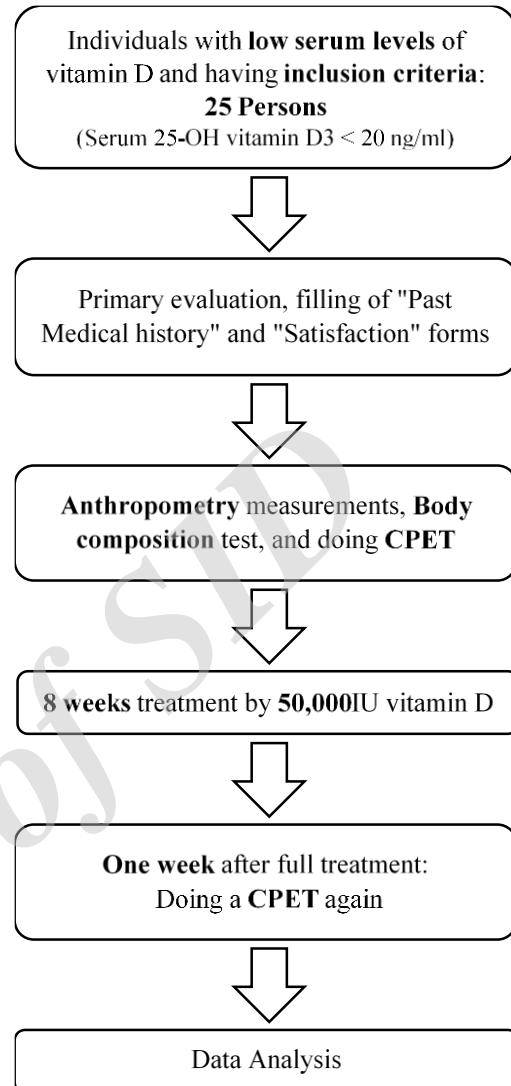 Individuals with low serum levels of
vitamin D and having inclusion criteria:
25 Persons
(Serum 25-OH vitamin D3 < 20 ng/ml)
Primary evaluation, filling of "Past
Medical history" and "Satisfaction" forms
Anthropometry measurements, Body
composition test, and doing CPET
8 weeks treatment by 50,000IU vitamin D
One week after full treatment:
Doing a CPET again
Data Analysis
of SID